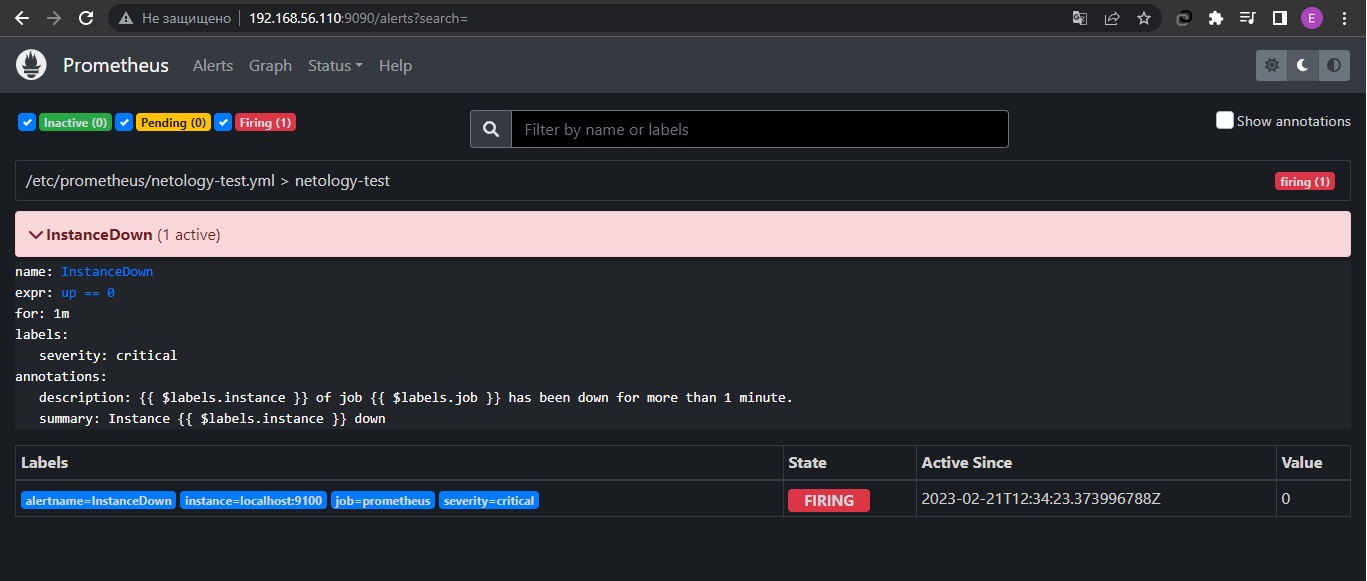 Не защищено 192.168.56.110:9090/alerts?search=
E
Prometheus Alerts Graph Status Help
Inactive (0) Pending (0) Firing (1) Filter by name or labels Show annotations
/etc/prometheus/netology-test.yml > netology-test firing (1)
InstanceDown (1 active)
name: InstanceDown
expr: up == 0
for: 1m
labels:
severity: critical
annotations:
description: {{ $labels.instance }} of job {{ $labels.job }} has been down for more than 1 minute.
summary: Instance {{ $labels.instance }} down
Labels State Active Since Value
alertname=InstanceDown instance=localhost:9100 job=prometheus severity=critical FIRING 2023-02-21T12:34:23.373996788Z 0